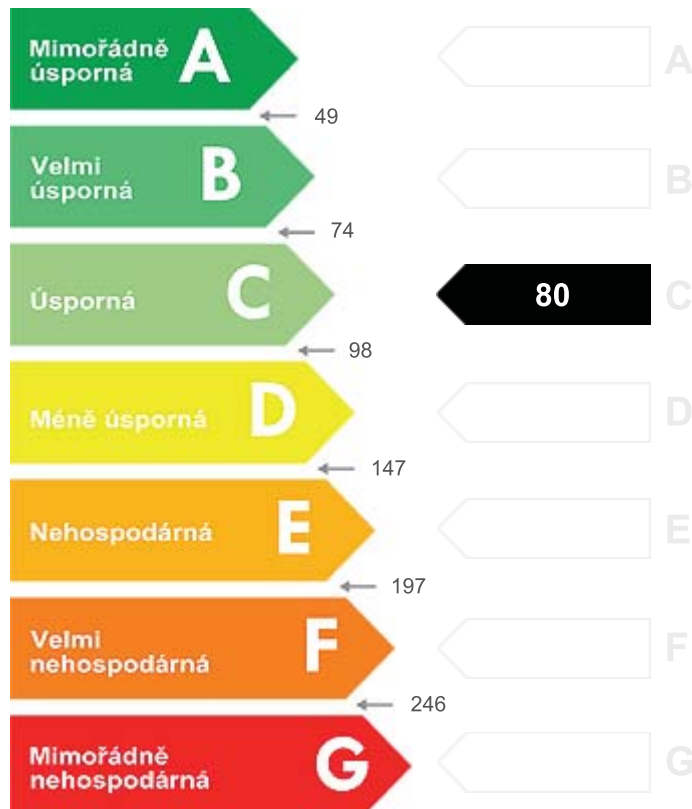 Mimořádně
úsporná
A
A
49
Velmi
úsporná
B
B
74
Úsporná
C
80
C
98
Méně úsporná
D
D
147
Nehospodárná
E
E
197
Velmi
nehospodárná
F
F
246
Mimořádně
nehospodárná
G
G